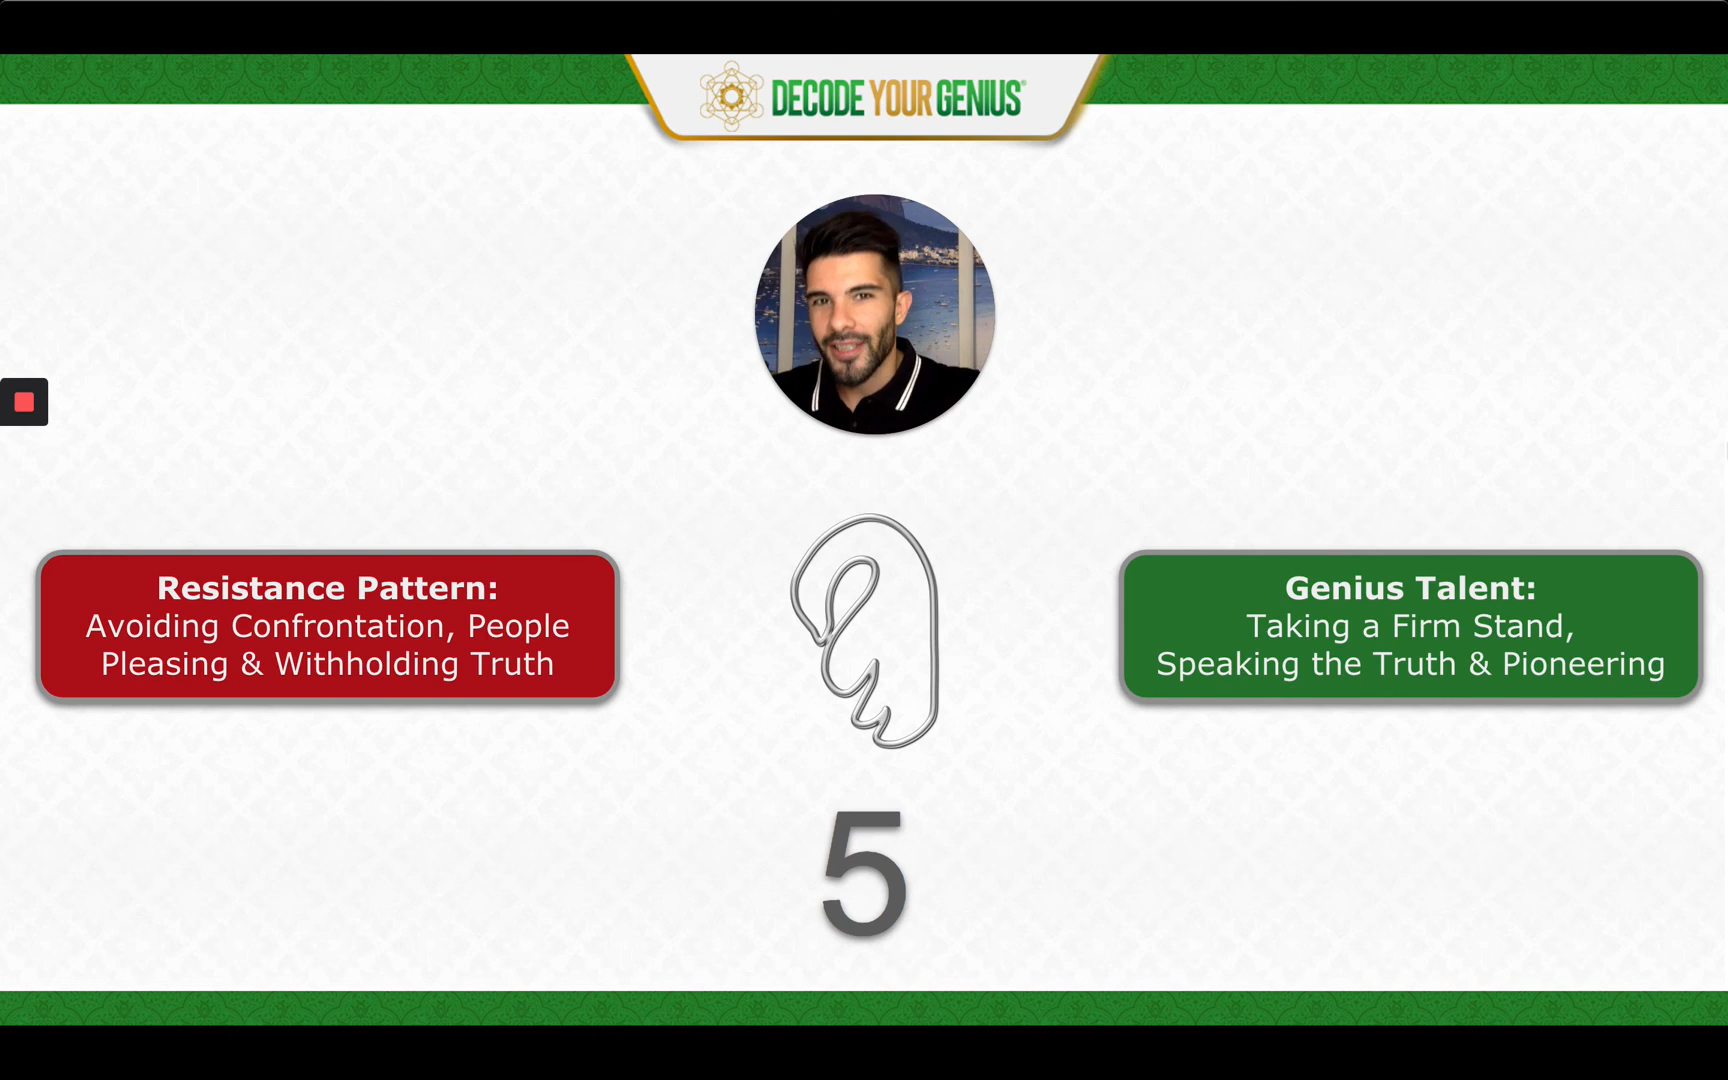 DECODE YOUR GENIUS®
Resistance Pattern:
Avoiding Confrontation, People
Pleasing & Withholding Truth
Genius Talent:
Taking a Firm Stand,
Speaking the Truth & Pioneering
5